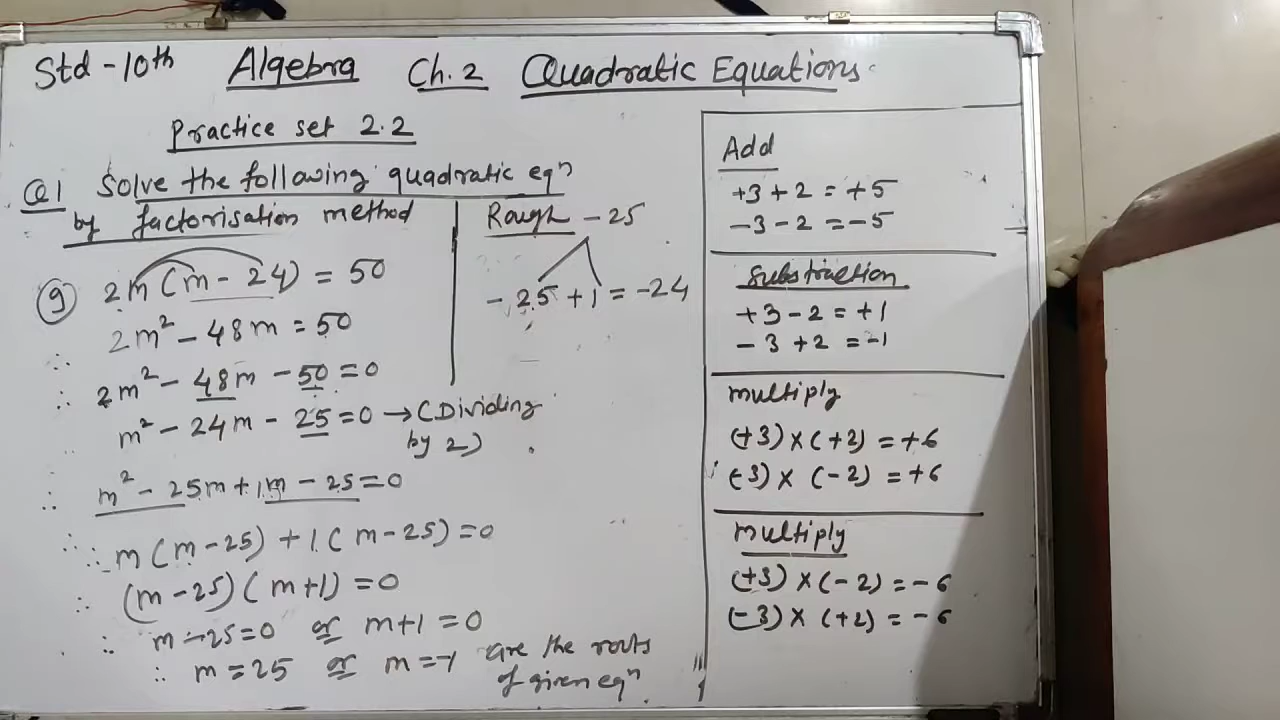 Std - 10th Algebra Ch. 2 Quadratic Equations
Practice set 2.2
Q1 Solve the following quadratic eqn
by factorisation method
(9) 2m (m - 24) = 50
∴ 2m² - 48m = 50
∴ 2m² - 48m - 50 = 0
∴ m² - 24m - 25 = 0 → (Dividing
by 2)
∴ m² - 25m + 1m - 25 = 0
∴ m (m - 25) + 1 (m - 25) = 0
∴ (m - 25) (m + 1) = 0
∴ m - 25 = 0 or m + 1 = 0
∴ m = 25 or m = -1 are the roots
of given eqn
Rough - 25
- 25 + 1 = -24
Add
+3 + 2 = +5
-3 - 2 = -5
Substraction
+3 - 2 = +1
-3 + 2 = -1
multiply
(+3) × (+2) = +6
(-3) × (-2) = +6
multiply
(+3) × (-2) = -6
(-3) × (+2) = -6